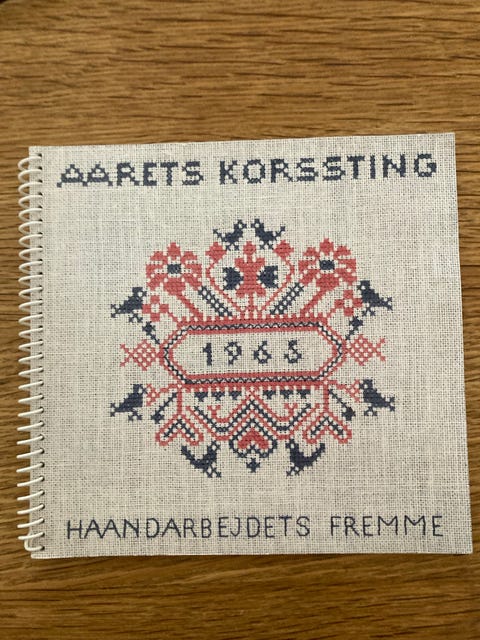 AARETS KORSSTING
1965
HAANDARBEJDETS FREMME